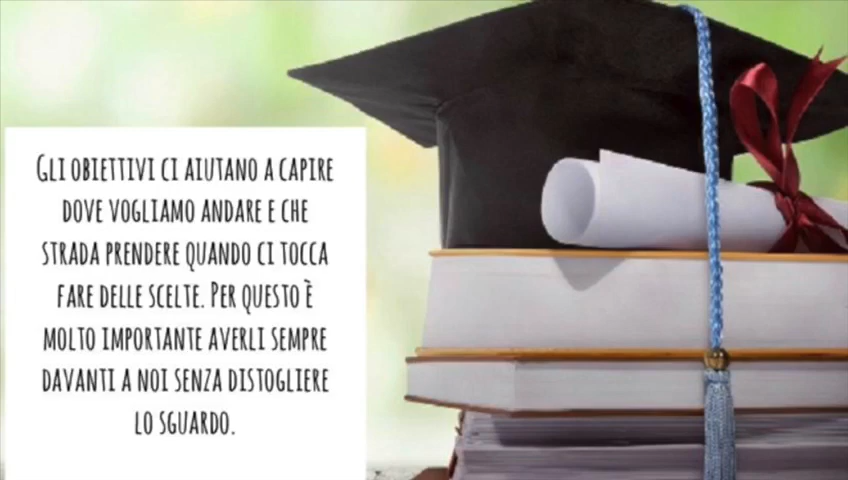 Gli obiettivi ci aiutano a capire
dove vogliamo andare e che
strada prendere quando ci tocca
fare delle scelte. Per questo è
molto importante averli sempre
davanti a noi senza distogliere
lo sguardo.